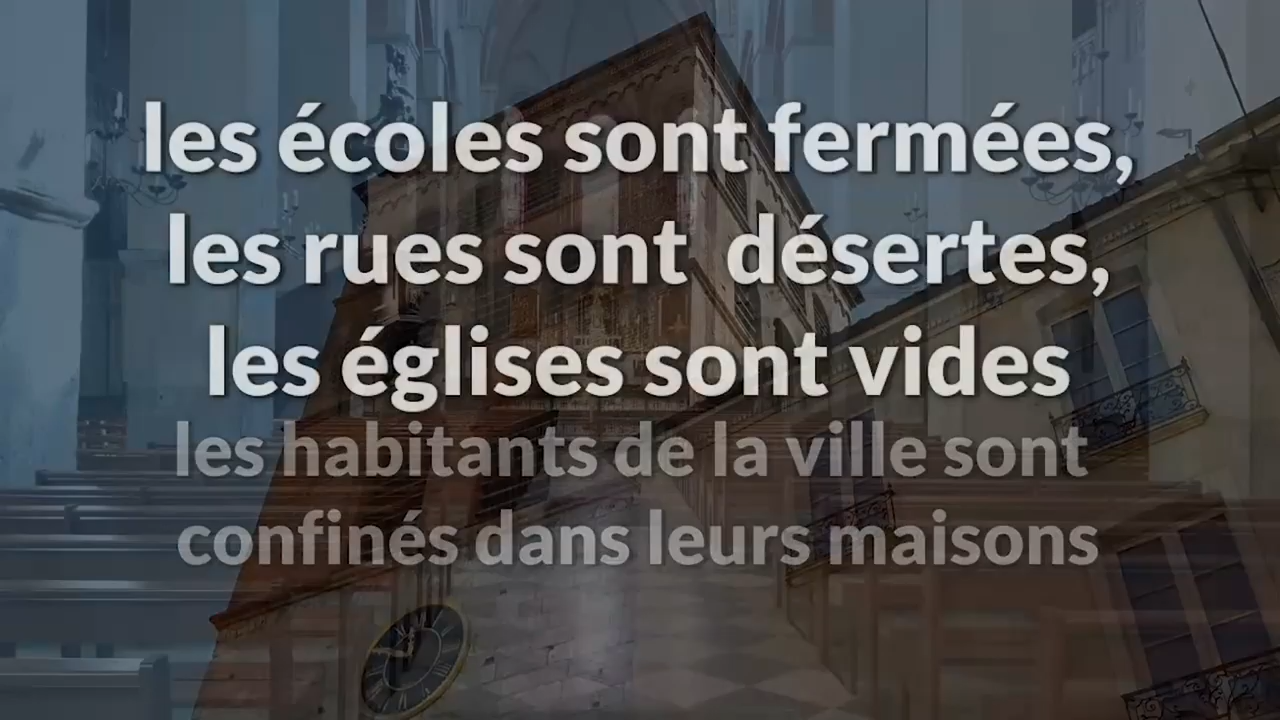 les écoles sont fermées,
les rues sont désertes,
les églises sont vides
les habitants de la ville sont
confinés dans leurs maisons